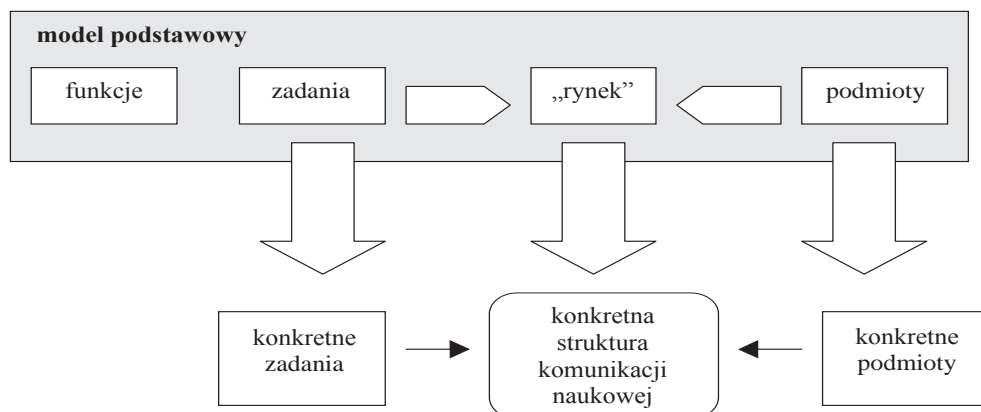 model podstawowy
funkcje
zadania
„rynek”
podmioty
konkretne
zadania
konkretna
struktura
komunikacji
naukowej
konkretne
podmioty